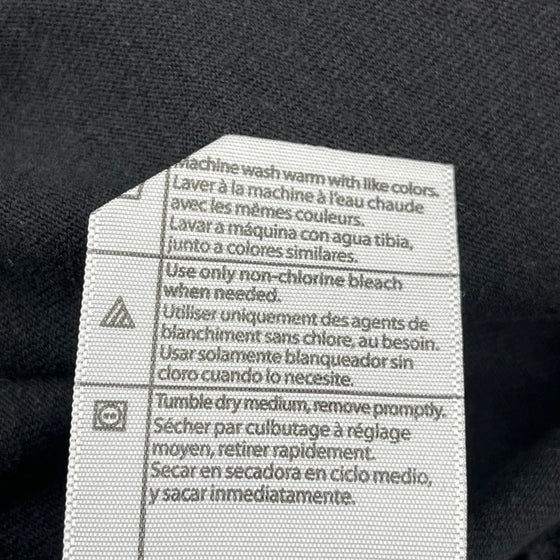 Machine wash warm with like colors.
Laver à la machine à l'eau chaude
avec les mêmes couleurs.
Lavar a máquina con agua tibia,
junto a colores similares.
Use only non-chlorine bleach
when needed.
Utiliser uniquement des agents de
blanchiment sans chlore, au besoin.
Usar solamente blanqueador sin
cloro cuando lo necesite.
Tumble dry medium, remove promptly.
Sécher par culbutage à réglage
moyen, retirer rapidement.
Secar en secadora en ciclo medio,
y sacar inmediatamente.